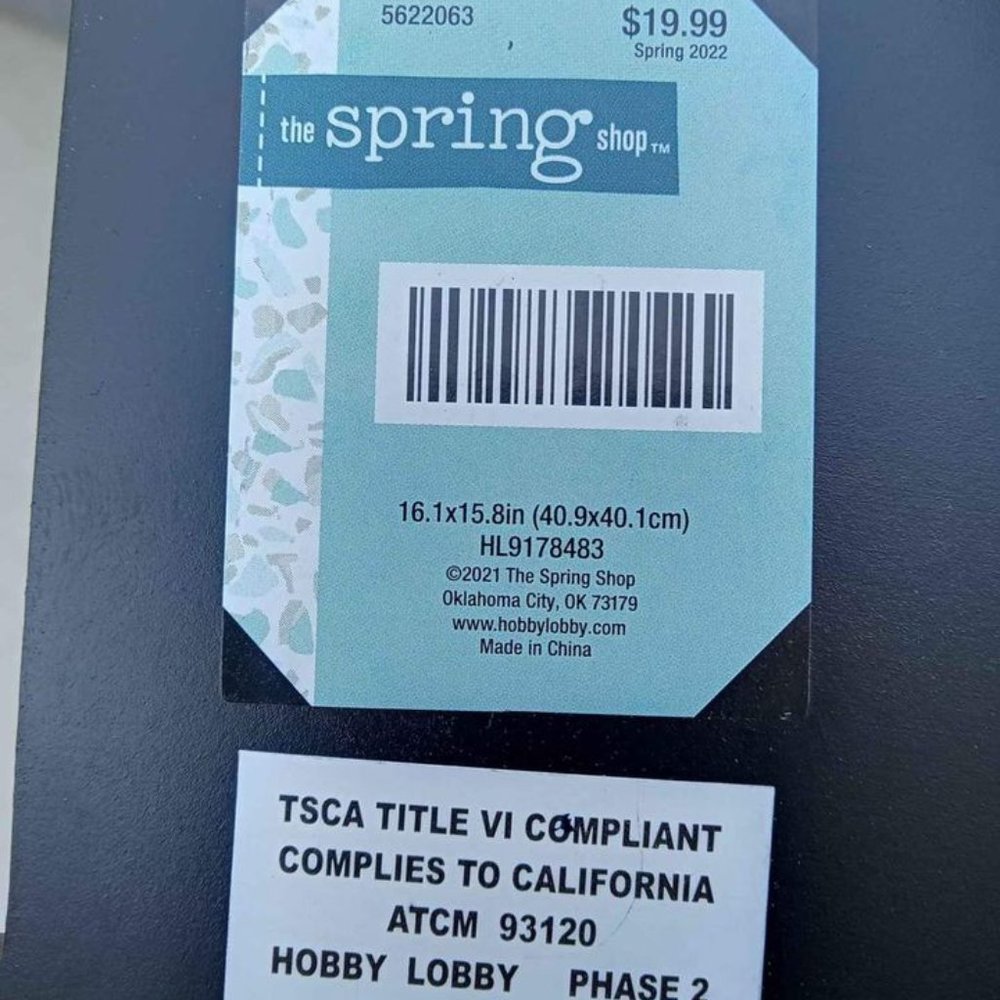 5622063 $19.99
Spring 2022
the spring shop™
16.1x15.8in (40.9x40.1cm)
HL9178483
©2021 The Spring Shop
Oklahoma City, OK 73179
www.hobbylobby.com
Made in China
TSCA TITLE VI COMPLIANT
COMPLIES TO CALIFORNIA
ATCM 93120
HOBBY LOBBY PHASE 2